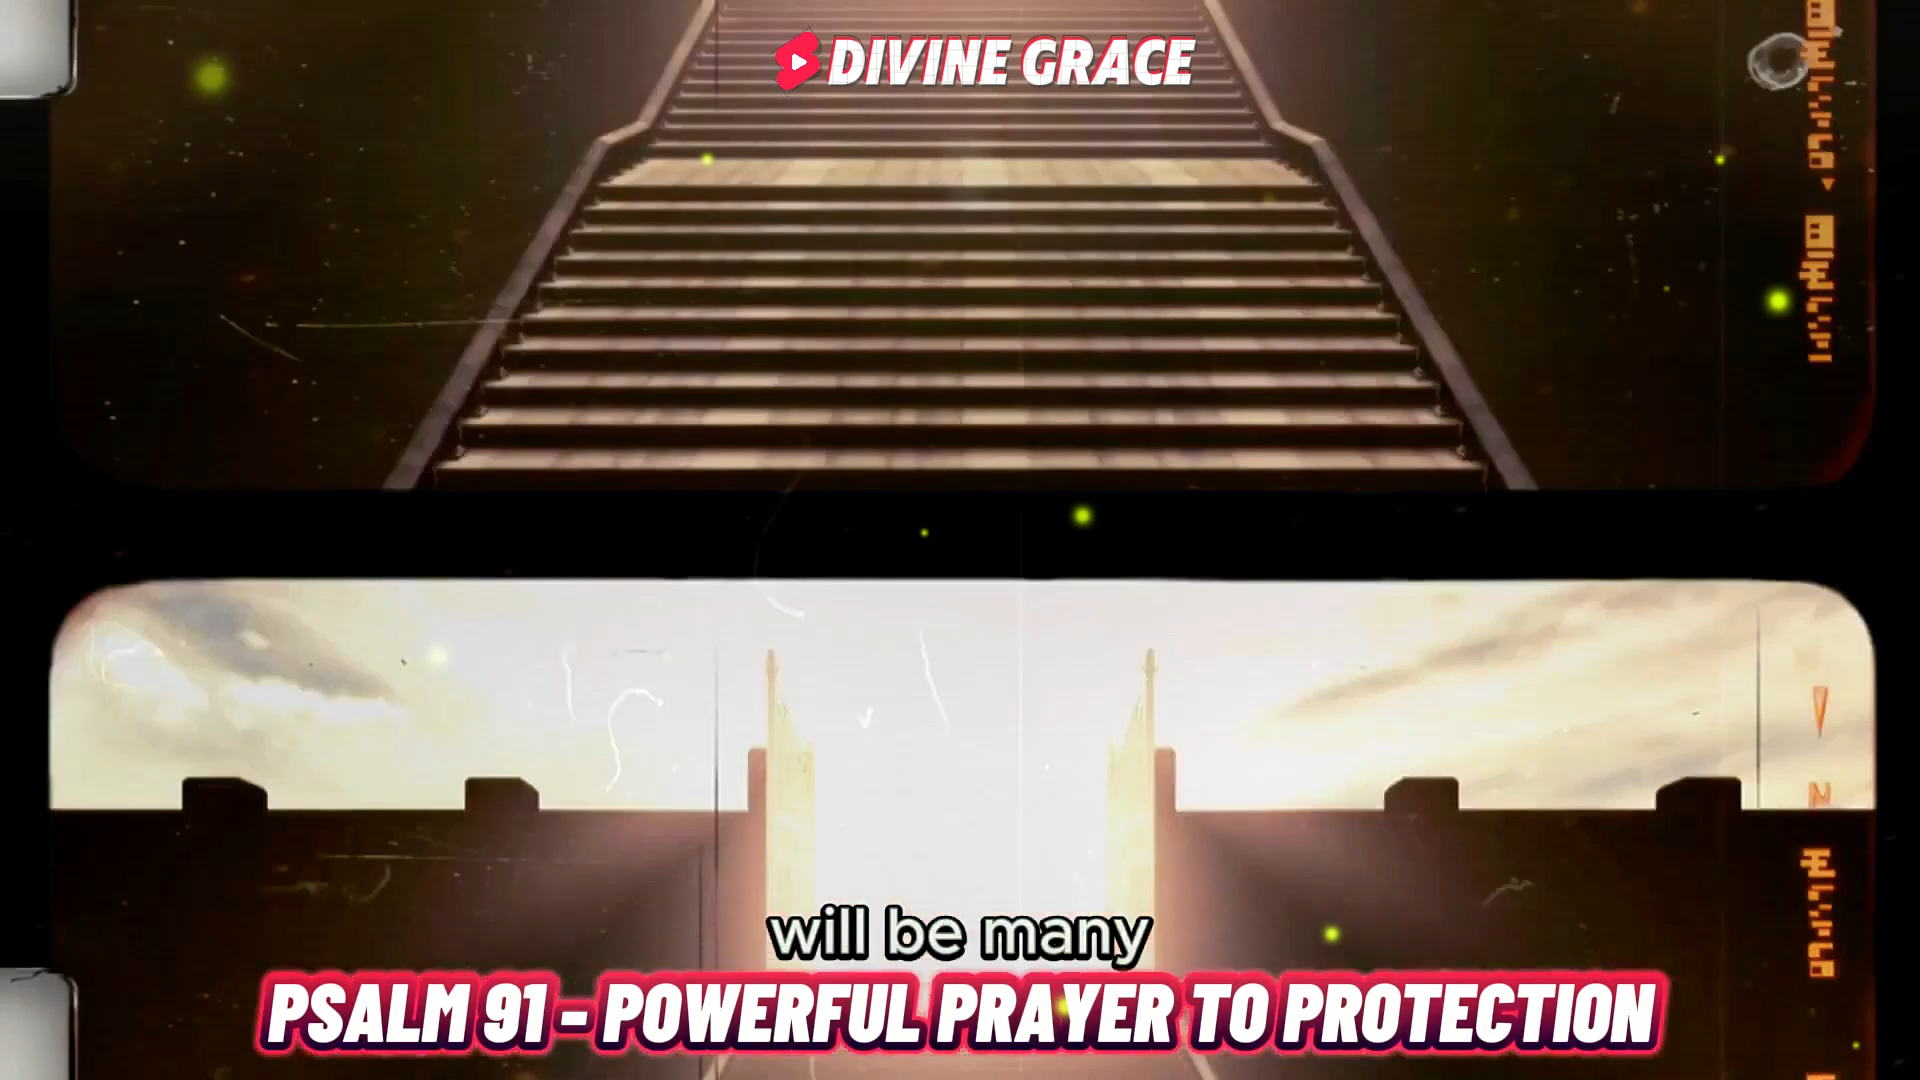 DIVINE GRACE
will be many
PSALM 91 - POWERFUL PRAYER TO PROTECTION